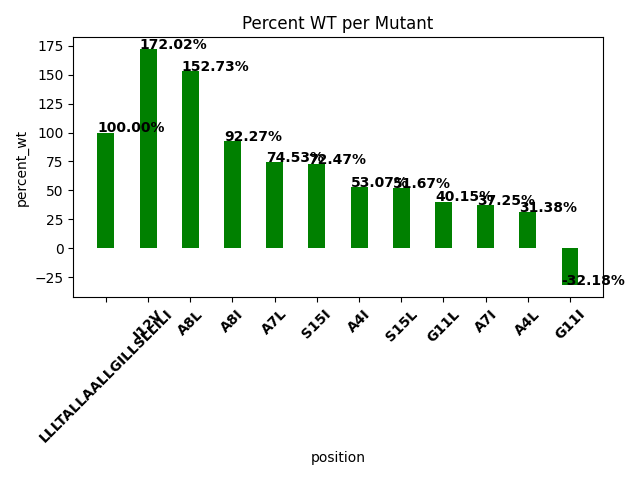 Percent WT per Mutant
percent_wt
175
150
125
100
75
50
25
0
−25
100.00%
172.02%
152.73%
92.27%
74.53%
72.47%
53.07%
51.67%
40.15%
37.25%
31.38%
-32.18%
I12V
A8L
A8I
A7L
S15I
A4I
S15L
G11L
A7I
A4L
G11I
position